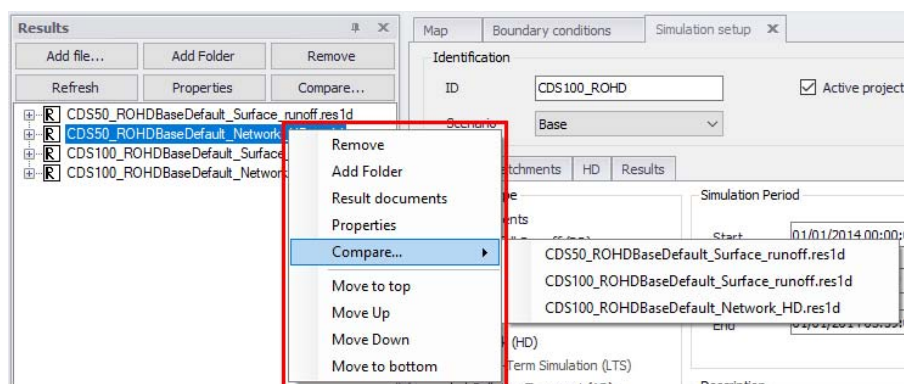 Results
Add file... Add Folder Remove
Refresh Properties Compare...
CDS50_ROHDBaseDefault_Surface_runoff.res1d
CDS50_ROHDBaseDefault_Network
CDS100_ROHDBaseDefault_Surface_
CDS100_ROHDBaseDefault_Network
Remove
Add Folder
Result documents
Properties
Compare...
Move to top
Move Up
Move Down
Move to bottom
CDS50_ROHDBaseDefault_Surface_runoff.res1d
CDS100_ROHDBaseDefault_Surface_runoff.res1d
CDS100_ROHDBaseDefault_Network_HD.res1d
Map Boundary conditions Simulation setup
Identification
ID CDS100_ROHD Active project
Scenario Base
tchments HD Results
Simulation Period
ents
Start 01/01/2014 00:00:
End
(HD)
Term Simulation (LTS)
Description